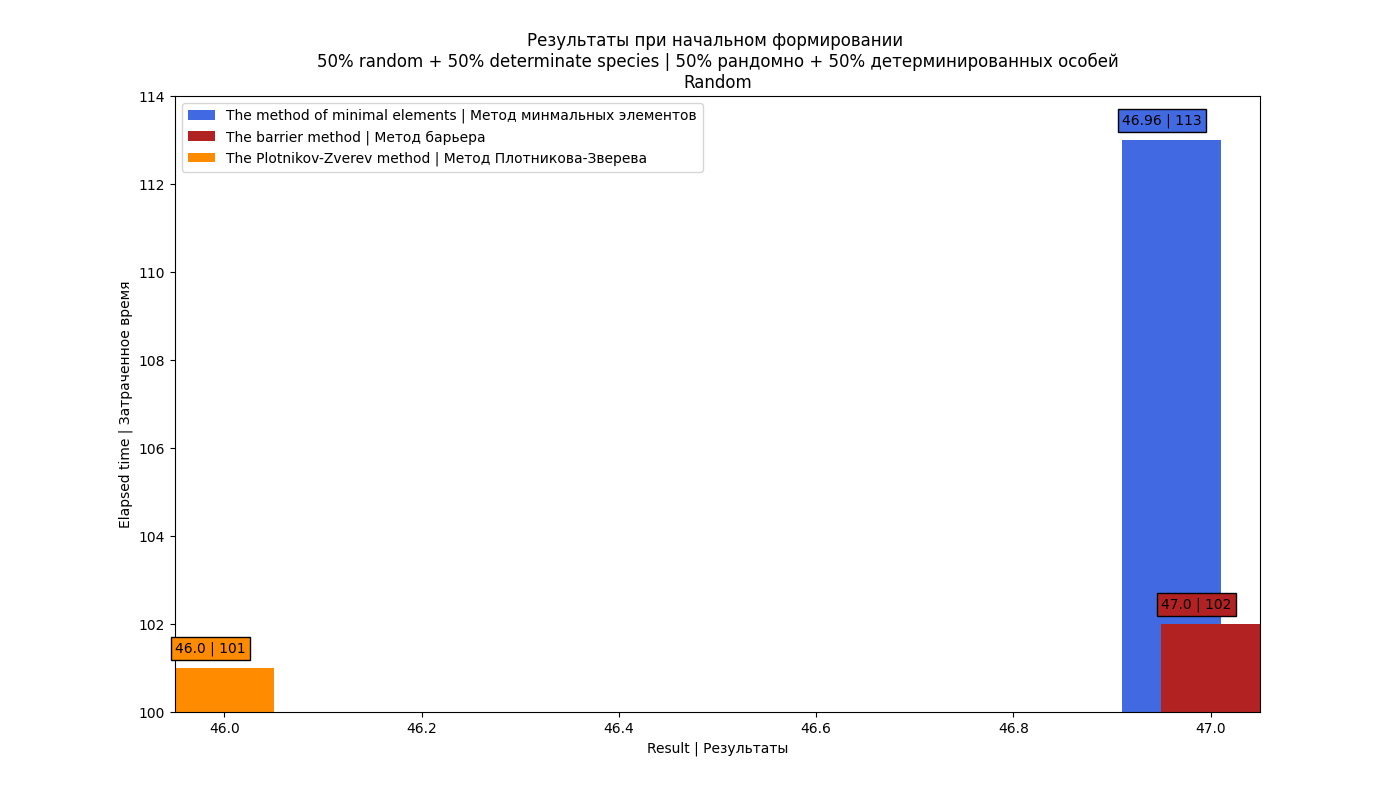 Результаты при начальном формировании
50% random + 50% determinate species | 50% рандомно + 50% детерминированных особей
Random
114
112
110
108
106
104
102
100
Elapsed time | Затраченное время
The method of minimal elements | Метод минмальных элементов
The barrier method | Метод барьера
The Plotnikov-Zverev method | Метод Плотникова-Зверева
46.96 | 113
47.0 | 102
46.0 | 101
46.0
46.2
46.4
46.6
46.8
47.0
Result | Результаты